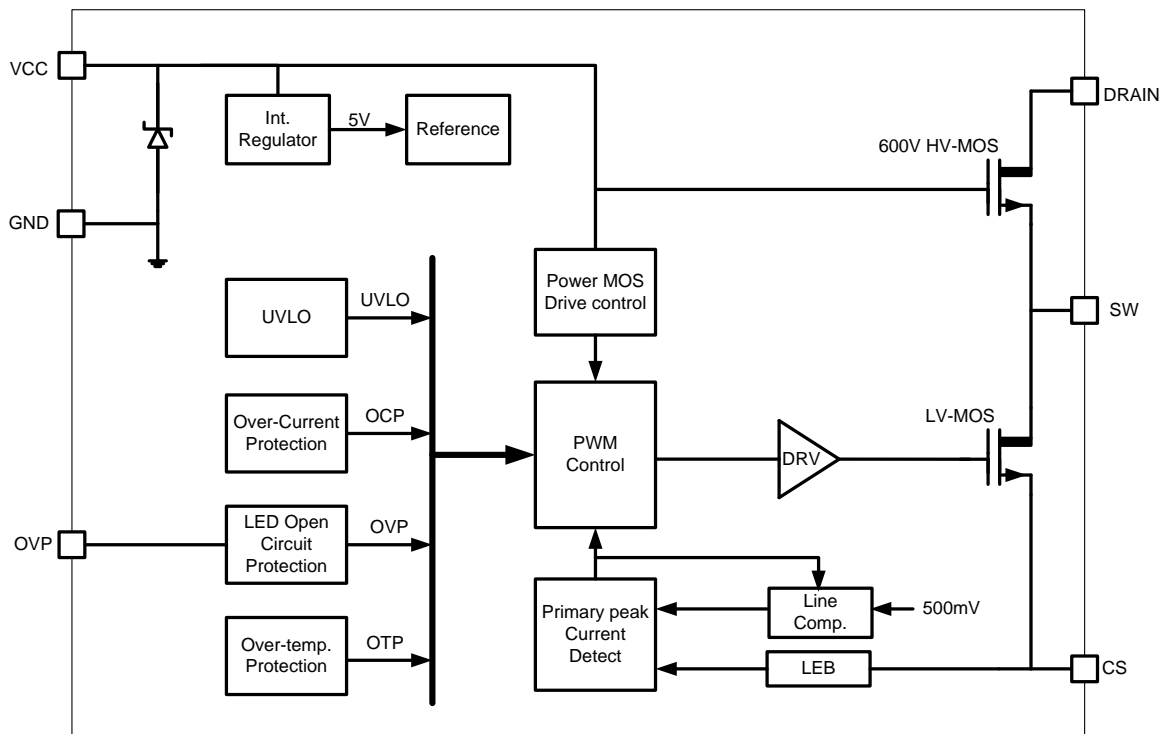 VCC
DRAIN
Int.
Regulator
5V
Reference
600V HV-MOS
GND
Power MOS
Drive control
UVLO
UVLO
SW
Over-Current
Protection
OCP
PWM
Control
DRV
LV-MOS
OVP
LED Open
Circuit
Protection
OVP
Primary peak
Current
Detect
Line
Comp.
500mV
Over-temp.
Protection
OTP
LEB
CS